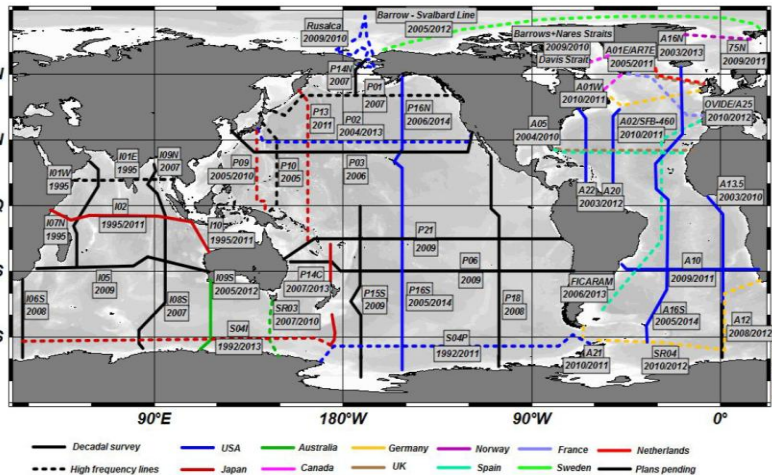 Rusalca
2009/2010
Barrow - Svalbard Line
2005/2012
Barrows+Nares Straits
2009/2010
Davis Strait
A01E/ARTE
2005/2011
A16N
2003/2013
75N
2009/2011
P14N
2007
P01
2007
P13
2011
P02
2004/2013
P16N
2006/2014
A01W
2010/2011
A02/SFB-460
2010/2011
OVIDE/A25
2010/2012
A05
2004/2010
I01W
1995
I01E
1995
I09N
2007
P09
2005/2010
P10
2005
P03
2006
A22
A20
2003/2012
A13.5
2003/2010
I07N
1995
I02
1995/2011
I10
1995/2011
P21
2009
I05
2009
I09S
2005/2012
P14C
2007/2013
P06
2009
A10
2009/2011
FICARAM
2006/2013
I06S
2008
I08S
2007
SR03
2007/2010
P15S
2009
P16S
2005/2014
P18
2008
A16S
2005/2014
A12
2008/2012
S04I
1992/2013
S04P
1992/2011
A21
2010/2011
SR04
2010/2012
N
N
Q
S
S
90°E
180°W
90°W
0°
Decadal survey
USA
Australia
Germany
Norway
France
Netherlands
High frequency lines
Japan
Canada
UK
Spain
Sweden
Plans pending